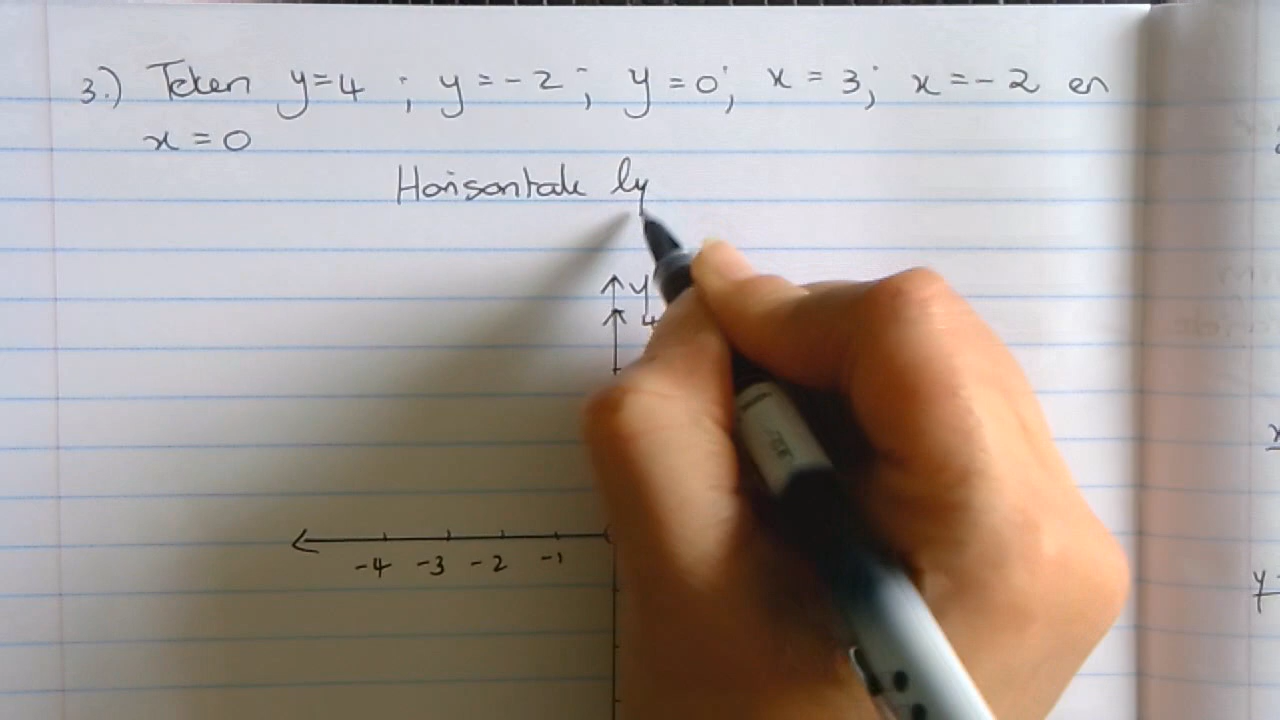 3.) Teken y=4 ; y=-2; y=0; x=3; x=-2 en
x=0
Horisontale ly
y
4
-4 -3 -2 -1